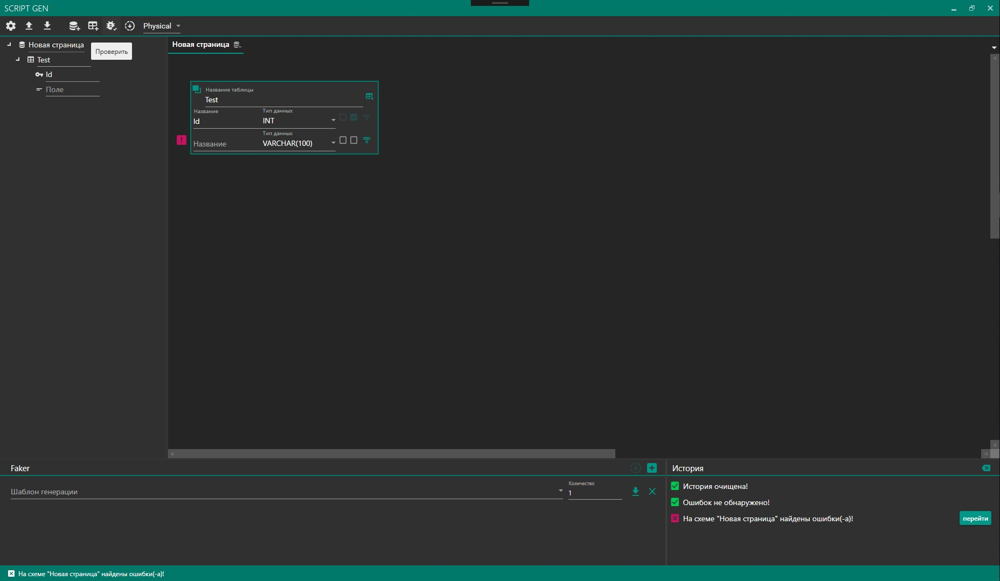 SCRIPT GEN
Physical
Новая страница
Проверить
Test
Id
Поле
Новая страница
Название таблицы
Test
Название
Тип данных
Id
INT
Тип данных
Название
VARCHAR(100)
Faker
Шаблон генерации
Количество
1
История
История очищена!
Ошибок не обнаружено!
На схеме "Новая страница" найдены ошибки(-а)!
перейти
На схеме "Новая страница" найдены ошибки(-а)!